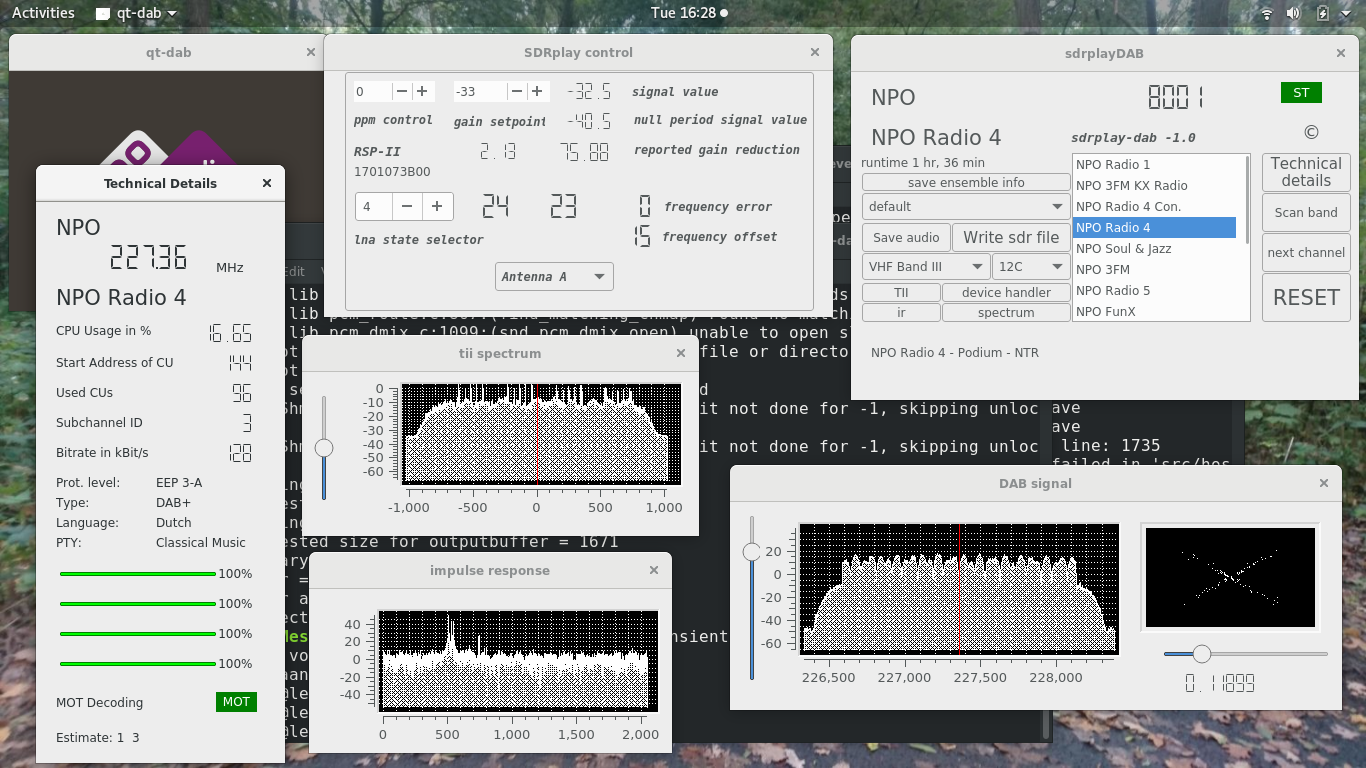 Activities qt-dab Tue 16:28
qt-dab
SDRplay control
0 -33 -32.5 signal value
ppm control gain setpoint -40.5 null period signal value
RSP-II 2.13 75.88 reported gain reduction
1701073B00
4 24 23 0 frequency error
lna state selector 15 frequency offset
Antenna A
sdrplayDAB
NPO 8001 ST
NPO Radio 4 sdrplay-dab -1.0 ©
runtime 1 hr, 36 min
save ensemble info
default
Save audio Write sdr file
VHF Band III 12C
TII device handler
ir spectrum
NPO Radio 1
NPO 3FM KX Radio
NPO Radio 4 Con.
NPO Radio 4
NPO Soul & Jazz
NPO 3FM
NPO Radio 5
NPO FunX
Technical details
Scan band
next channel
RESET
NPO Radio 4 - Podium - NTR
Technical Details
NPO
227.36 MHz
NPO Radio 4
CPU Usage in % 16.65
Start Address of CU 144
Used CUs 96
Subchannel ID 3
Bitrate in kBit/s 128
Prot. level: EEP 3-A
Type: DAB+
Language: Dutch
PTY: Classical Music
100%
100%
100%
100%
MOT Decoding MOT
Estimate: 1 3
Edit
lib
lib pcm_dmix.c:1099:(snd_pcm_dmix_open) unable to open
file or directo
it not done for -1, skipping unloc
it not done for -1, skipping unloc
ested size for outputbuffer = 1671
ave
ave
line: 1735
failed in 'src/hos
tii spectrum
0
-10
-20
-30
-40
-50
-60
-1,000 -500 0 500 1,000
impulse response
40
20
0
-20
-40
0 500 1,000 1,500 2,000
DAB signal
20
0
-20
-40
-60
226,500 227,000 227,500 228,000
0.11899